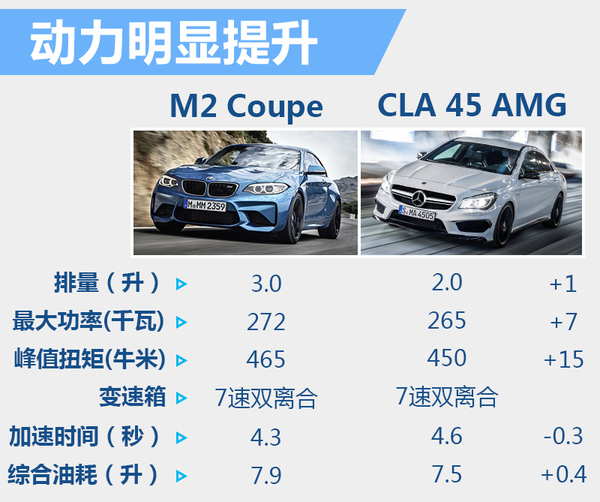 动力明显提升
M2 Coupe CLA 45 AMG
M MM 2359
S MA 4505
排量（升） 3.0 2.0 +1
最大功率(千瓦) 272 265 +7
峰值扭矩(牛米) 465 450 +15
变速箱 7速双离合 7速双离合
加速时间（秒） 4.3 4.6 -0.3
综合油耗（升） 7.9 7.5 +0.4